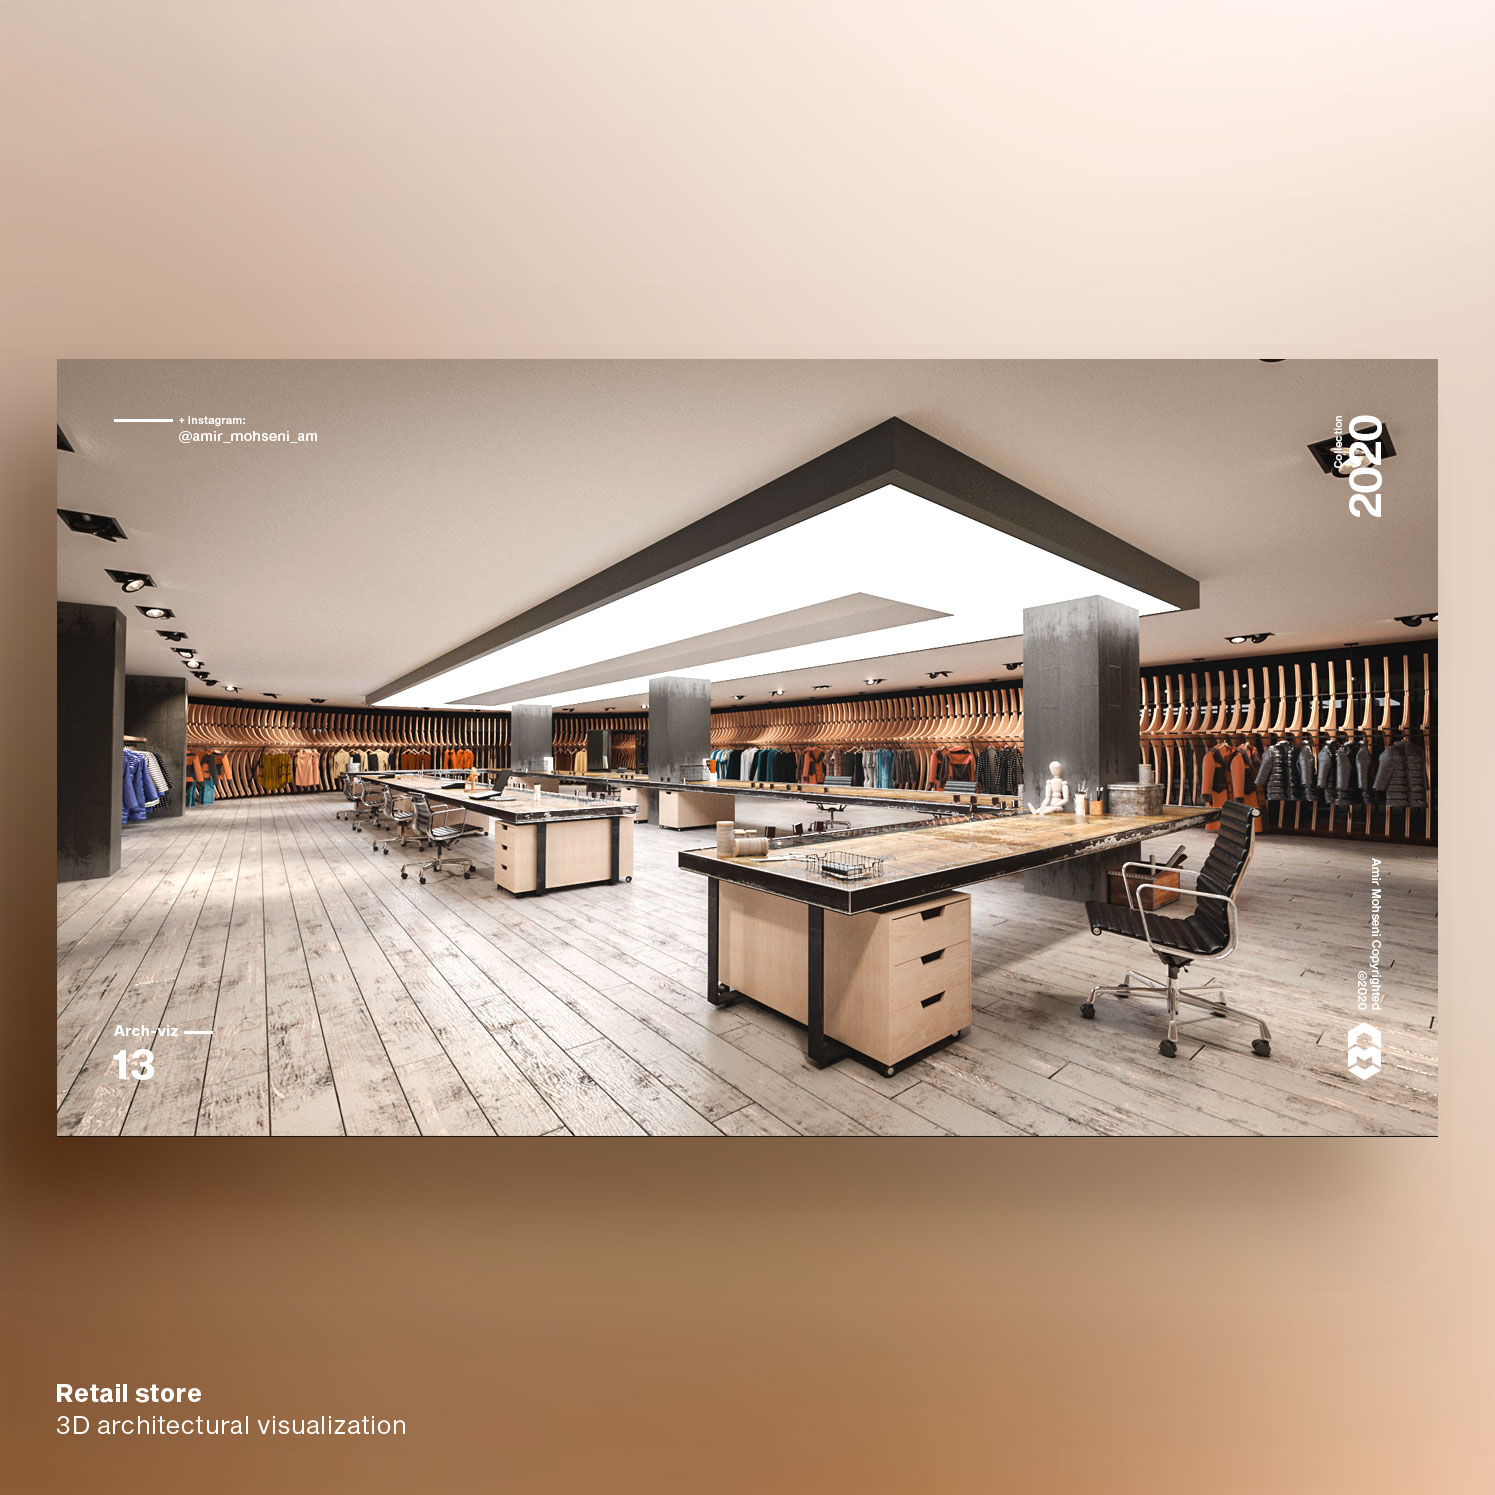 + Instagram:
@amir_mohseni_am
Collection
2020
Amir Mohseni Copyrighted
©2020
Arch-viz
13
Retail store
3D architectural visualization